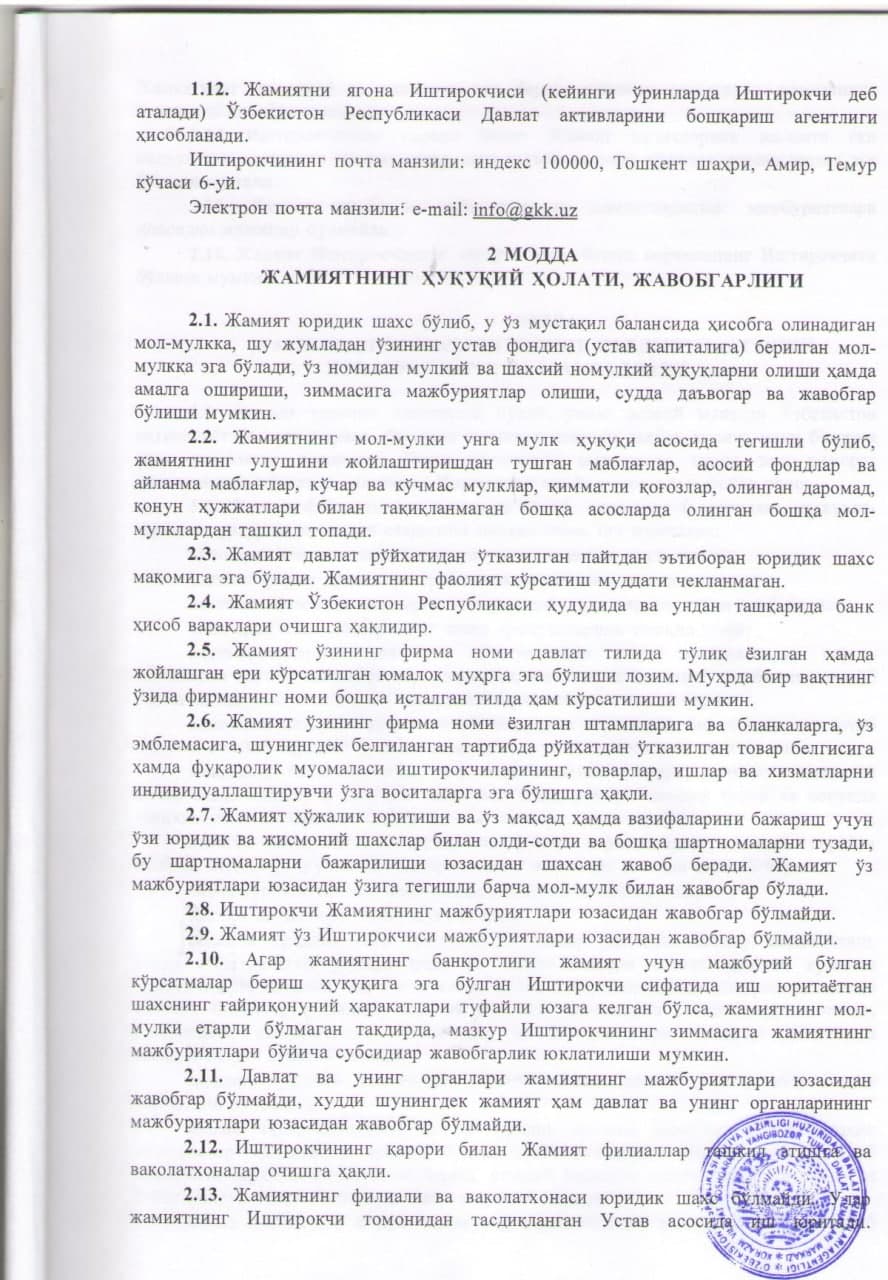 1.12. Жамиятни ягона Иштирокчиси (кейинги ўринларда Иштирокчи деб
аталади) Ўзбекистон Республикаси Давлат активларини бошқариш агентлиги
ҳисобланади.
Иштирокчининг почта манзили: индекс 100000, Тошкент шаҳри, Амир, Темур
кўчаси 6-уй.
Электрон почта манзили: e-mail: info@gkk.uz
2 МОДДА
ЖАМИЯТНИНГ ҲУҚУҚИЙ ҲОЛАТИ, ЖАВОБГАРЛИГИ
2.1. Жамият юридик шахс бўлиб, у ўз мустақил балансида ҳисобга олинадиган
мол-мулкка, шу жумладан ўзининг устав фондига (устав капиталига) берилган мол-
мулкка эга бўлади, ўз номидан мулкий ва шахсий номулкий ҳуқуқларни олиши ҳамда
амалга ошириши, зиммасига мажбуриятлар олиши, судда даъвогар ва жавобгар
бўлиши мумкин.
2.2. Жамиятнинг мол-мулки унга мулк ҳуқуқи асосида тегишли бўлиб,
жамиятнинг улушини жойлаштиришдан тушган маблағлар, асосий фондлар ва
айланма маблағлар, кўчар ва кўчмас мулклар, қимматли қоғозлар, олинган даромад,
қонун ҳужжатлари билан тақиқланмаган бошқа асосларда олинган бошқа мол-
мулклардан ташкил топади.
2.3. Жамият давлат рўйхатидан ўтказилган пайтдан эътиборан юридик шахс
мақомига эга бўлади. Жамиятнинг фаолият кўрсатиш муддати чекланмаган.
2.4. Жамият Ўзбекистон Республикаси ҳудудида ва ундан ташқарида банк
ҳисоб варақлари очишга ҳақлидир.
2.5. Жамият ўзининг фирма номи давлат тилида тўлиқ ёзилган ҳамда
жойлашган ери кўрсатилган юмалоқ муҳрга эга бўлиши лозим. Муҳрда бир вақтнинг
ўзида фирманинг номи бошқа исталган тилда ҳам кўрсатилиши мумкин.
2.6. Жамият ўзининг фирма номи ёзилган штампларига ва бланкаларга, ўз
эмблемасига, шунингдек белгиланган тартибда рўйхатдан ўтказилган товар белгисига
ҳамда фуқаролик муомаласи иштирокчиларининг, товарлар, ишлар ва хизматларни
индивидуаллаштирувчи ўзга воситаларга эга бўлишга ҳақли.
2.7. Жамият ҳўжалик юритиши ва ўз мақсад ҳамда вазифаларини бажариш учун
ўзи юридик ва жисмоний шахслар билан олди-сотди ва бошқа шартномаларни тузади,
бу шартномаларни бажарилиши юзасидан шахсан жавоб беради. Жамият ўз
мажбуриятлари юзасидан ўзига тегишли барча мол-мулк билан жавобгар бўлади.
2.8. Иштирокчи Жамиятнинг мажбуриятлари юзасидан жавобгар бўлмайди.
2.9. Жамият ўз Иштирокчиси мажбуриятлари юзасидан жавобгар бўлмайди.
2.10. Агар жамиятнинг банкротлиги жамият учун мажбурий бўлган
кўрсатмалар бериш ҳуқуқига эга бўлган Иштирокчи сифатида иш юритаётган
шахснинг ғайриқонуний ҳаракатлари туфайли юзага келган бўлса, жамиятнинг мол-
мулки етарли бўлмаган тақдирда, мазкур Иштирокчининг зиммасига жамиятнинг
мажбуриятлари бўйича субсидиар жавобгарлик юклатилиши мумкин.
2.11. Давлат ва унинг органлари жамиятнинг мажбуриятлари юзасидан
жавобгар бўлмайди, худди шунингдек жамият ҳам давлат ва унинг органларининг
мажбуриятлари юзасидан жавобгар бўлмайди.
2.12. Иштирокчининг қарори билан Жамият филиаллар ташкил этишга ва
ваколатхоналар очишга ҳақли.
2.13. Жамиятнинг филиали ва ваколатхонаси юридик шахс бўлмайди. Улар
жамиятнинг Иштирокчи томонидан тасдиқланган Устав асосида иш юритади.